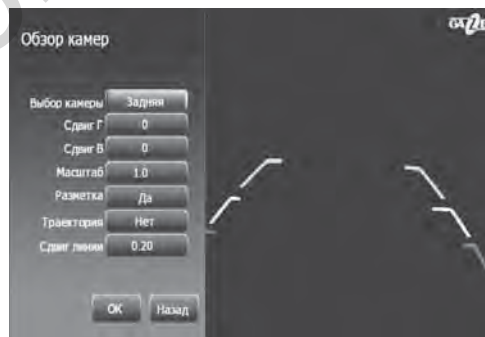 Обзор камер
Выбор камеры Задняя
Сдвиг Г 0
Сдвиг В 0
Масштаб 1.0
Разметка Да
Траектория Нет
Сдвиг линии 0.20
ОК Назад